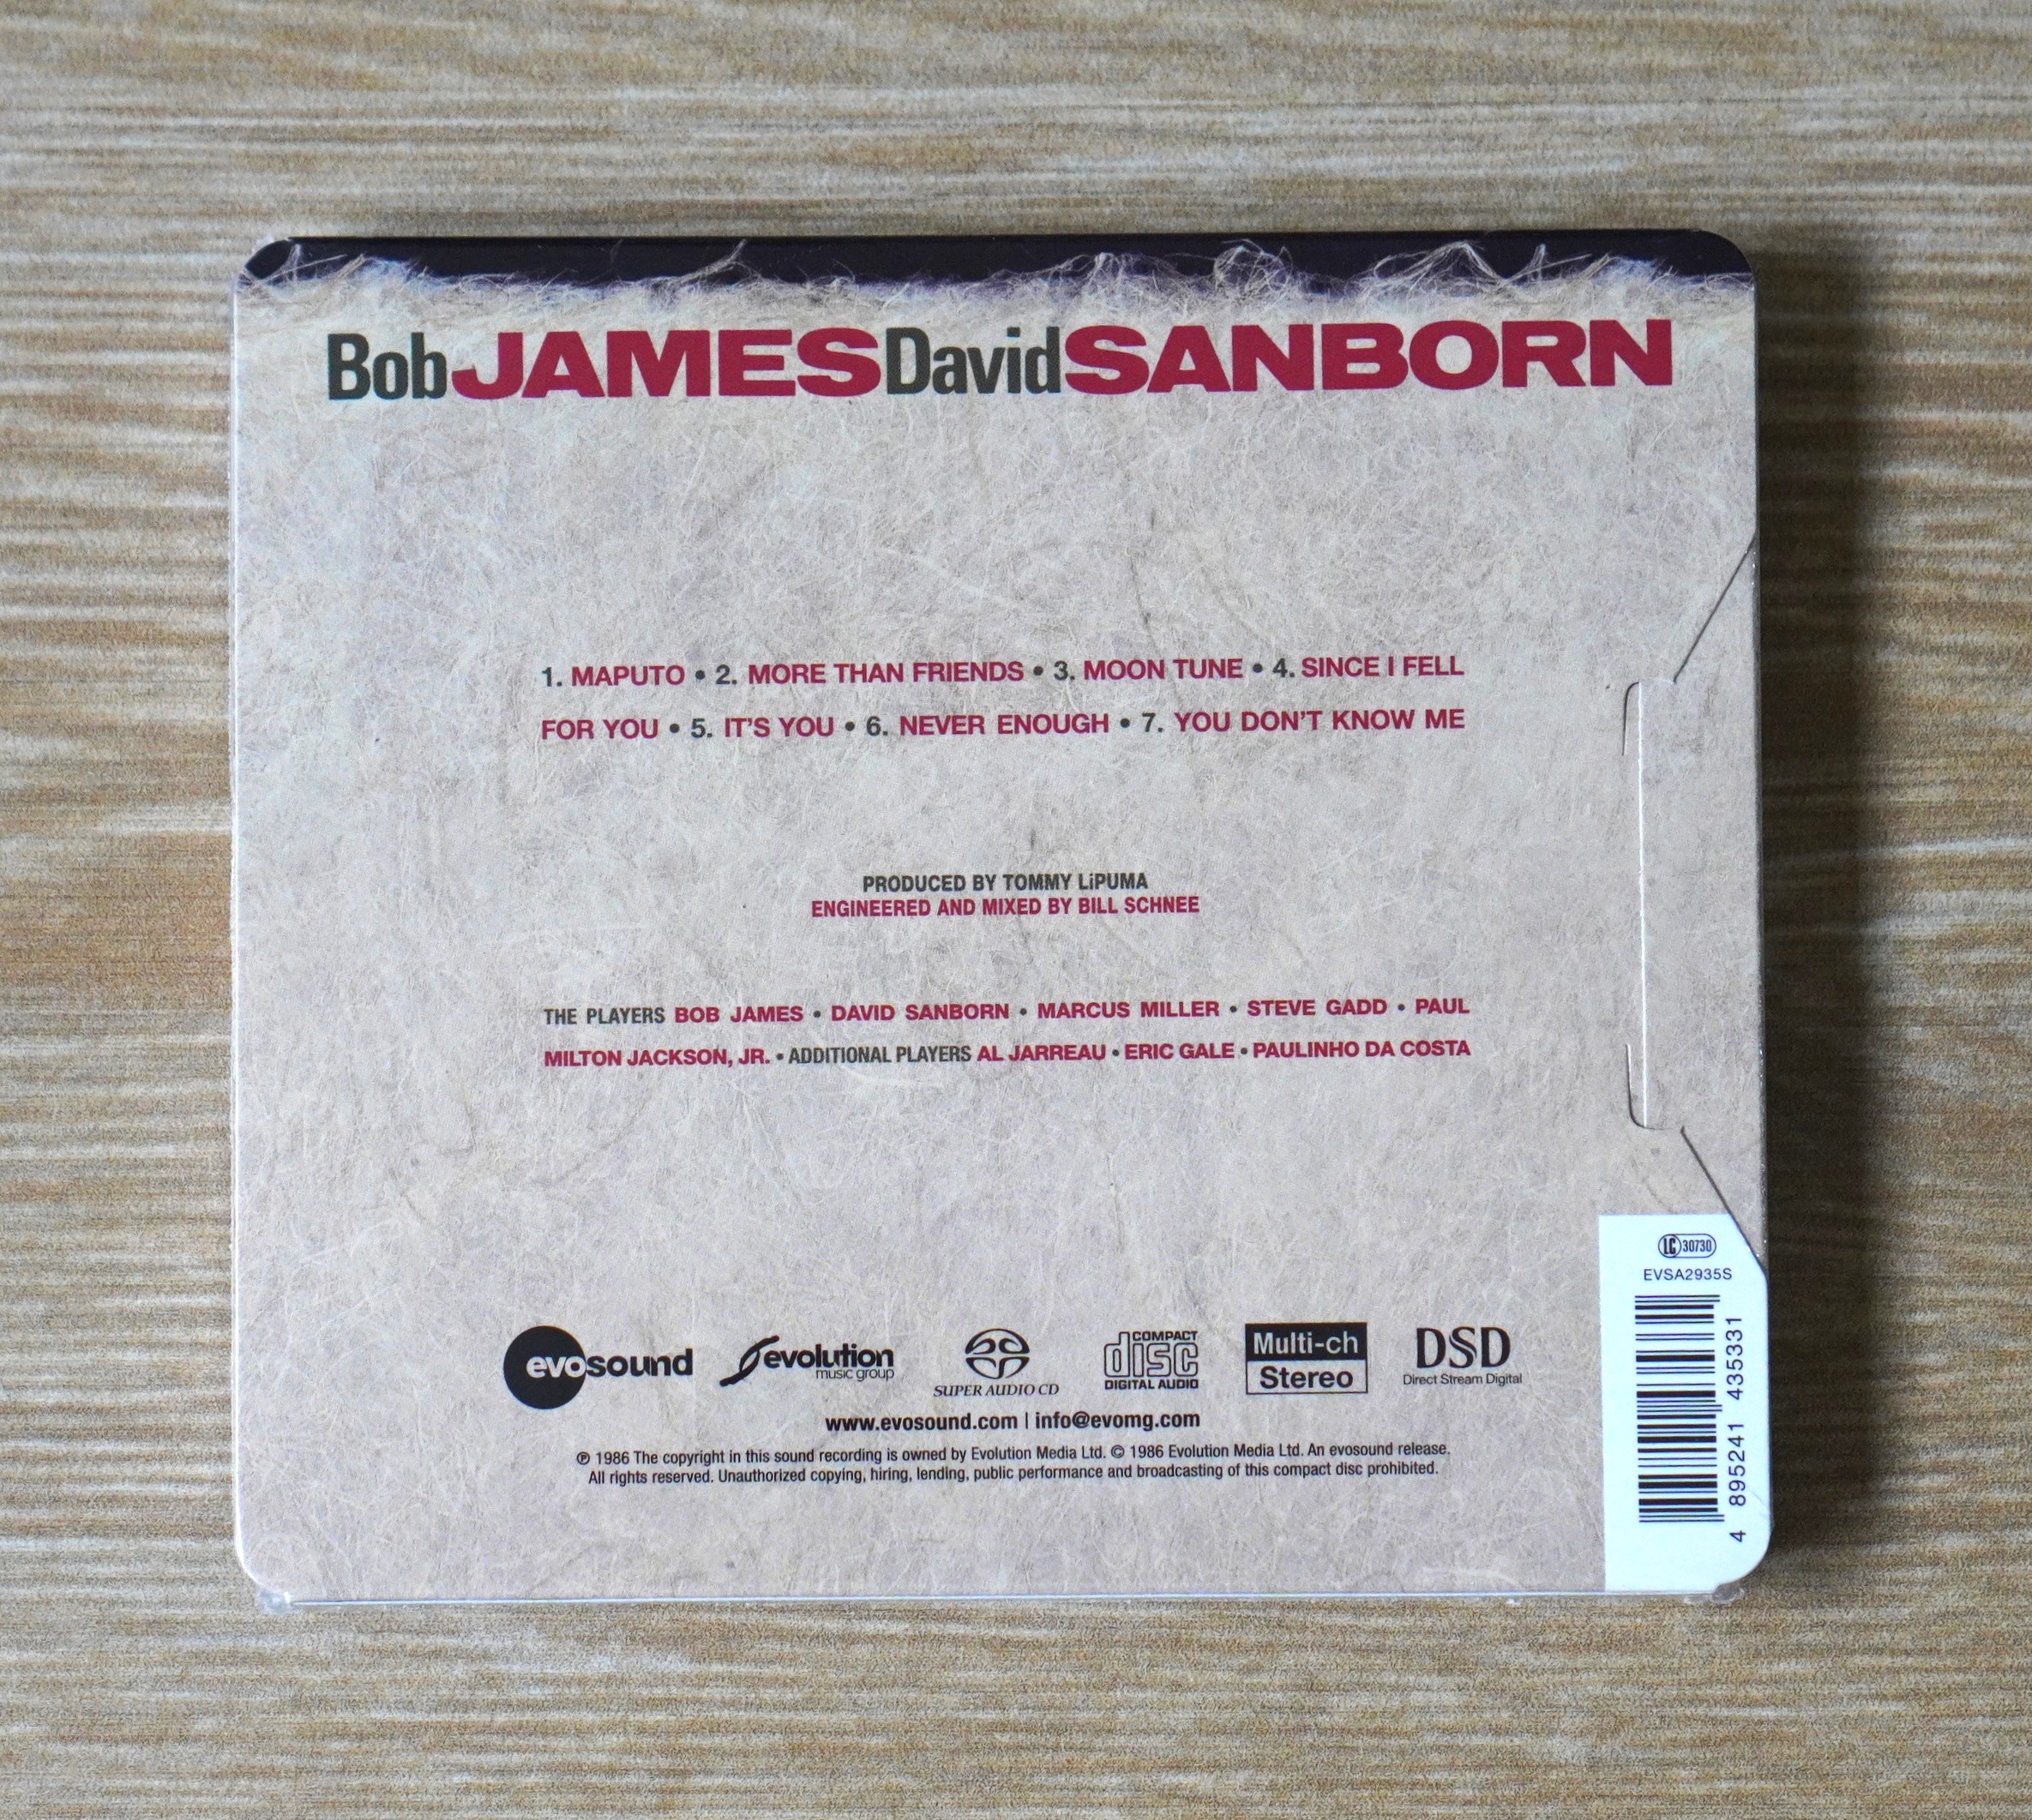 BobJAMESDavidSANBORN
1. MAPUTO • 2. MORE THAN FRIENDS • 3. MOON TUNE • 4. SINCE I FELL
FOR YOU • 5. IT'S YOU • 6. NEVER ENOUGH • 7. YOU DON'T KNOW ME
PRODUCED BY TOMMY LiPUMA
ENGINEERED AND MIXED BY BILL SCHNEE
THE PLAYERS BOB JAMES • DAVID SANBORN • MARCUS MILLER • STEVE GADD • PAUL
MILTON JACKSON, JR. • ADDITIONAL PLAYERS AL JARREAU • ERIC GALE • PAULINHO DA COSTA
LC 30730
EVSA2935S
4 895241 435331
evosound
evolution
music group
SUPER AUDIO CD
COMPACT
disc
DIGITAL AUDIO
Multi-ch
Stereo
DSD
Direct Stream Digital
www.evosound.com | info@evomg.com
℗ 1986 The copyright in this sound recording is owned by Evolution Media Ltd. © 1986 Evolution Media Ltd. An evosound release.
All rights reserved. Unauthorized copying, hiring, lending, public performance and broadcasting of this compact disc prohibited.